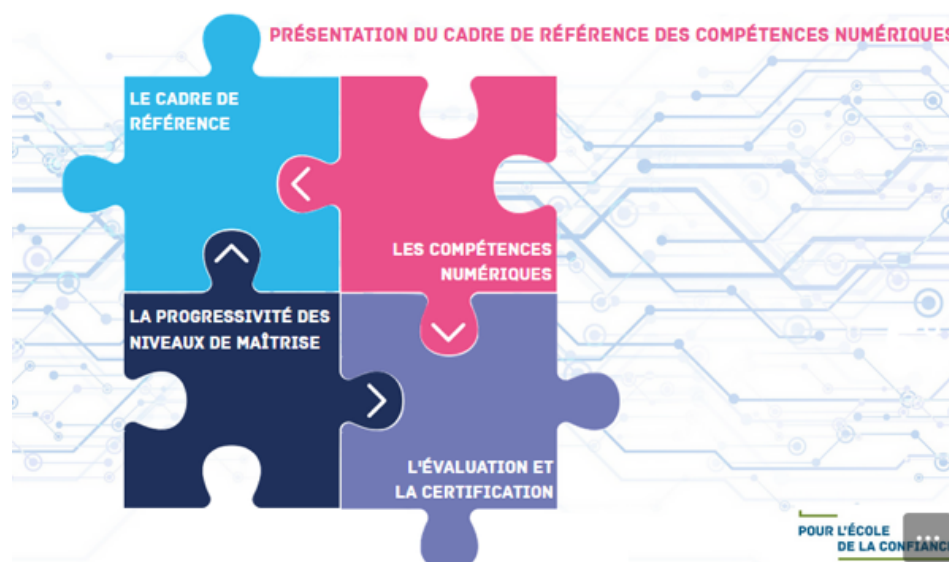 PRÉSENTATION DU CADRE DE RÉFÉRENCE DES COMPÉTENCES NUMÉRIQUES
LE CADRE DE
RÉFÉRENCE
LES COMPÉTENCES
NUMÉRIQUES
LA PROGRESSIVITÉ DES
NIVEAUX DE MAÎTRISE
L'ÉVALUATION ET
LA CERTIFICATION
POUR L'ÉCOLE
DE LA CONFIANCE